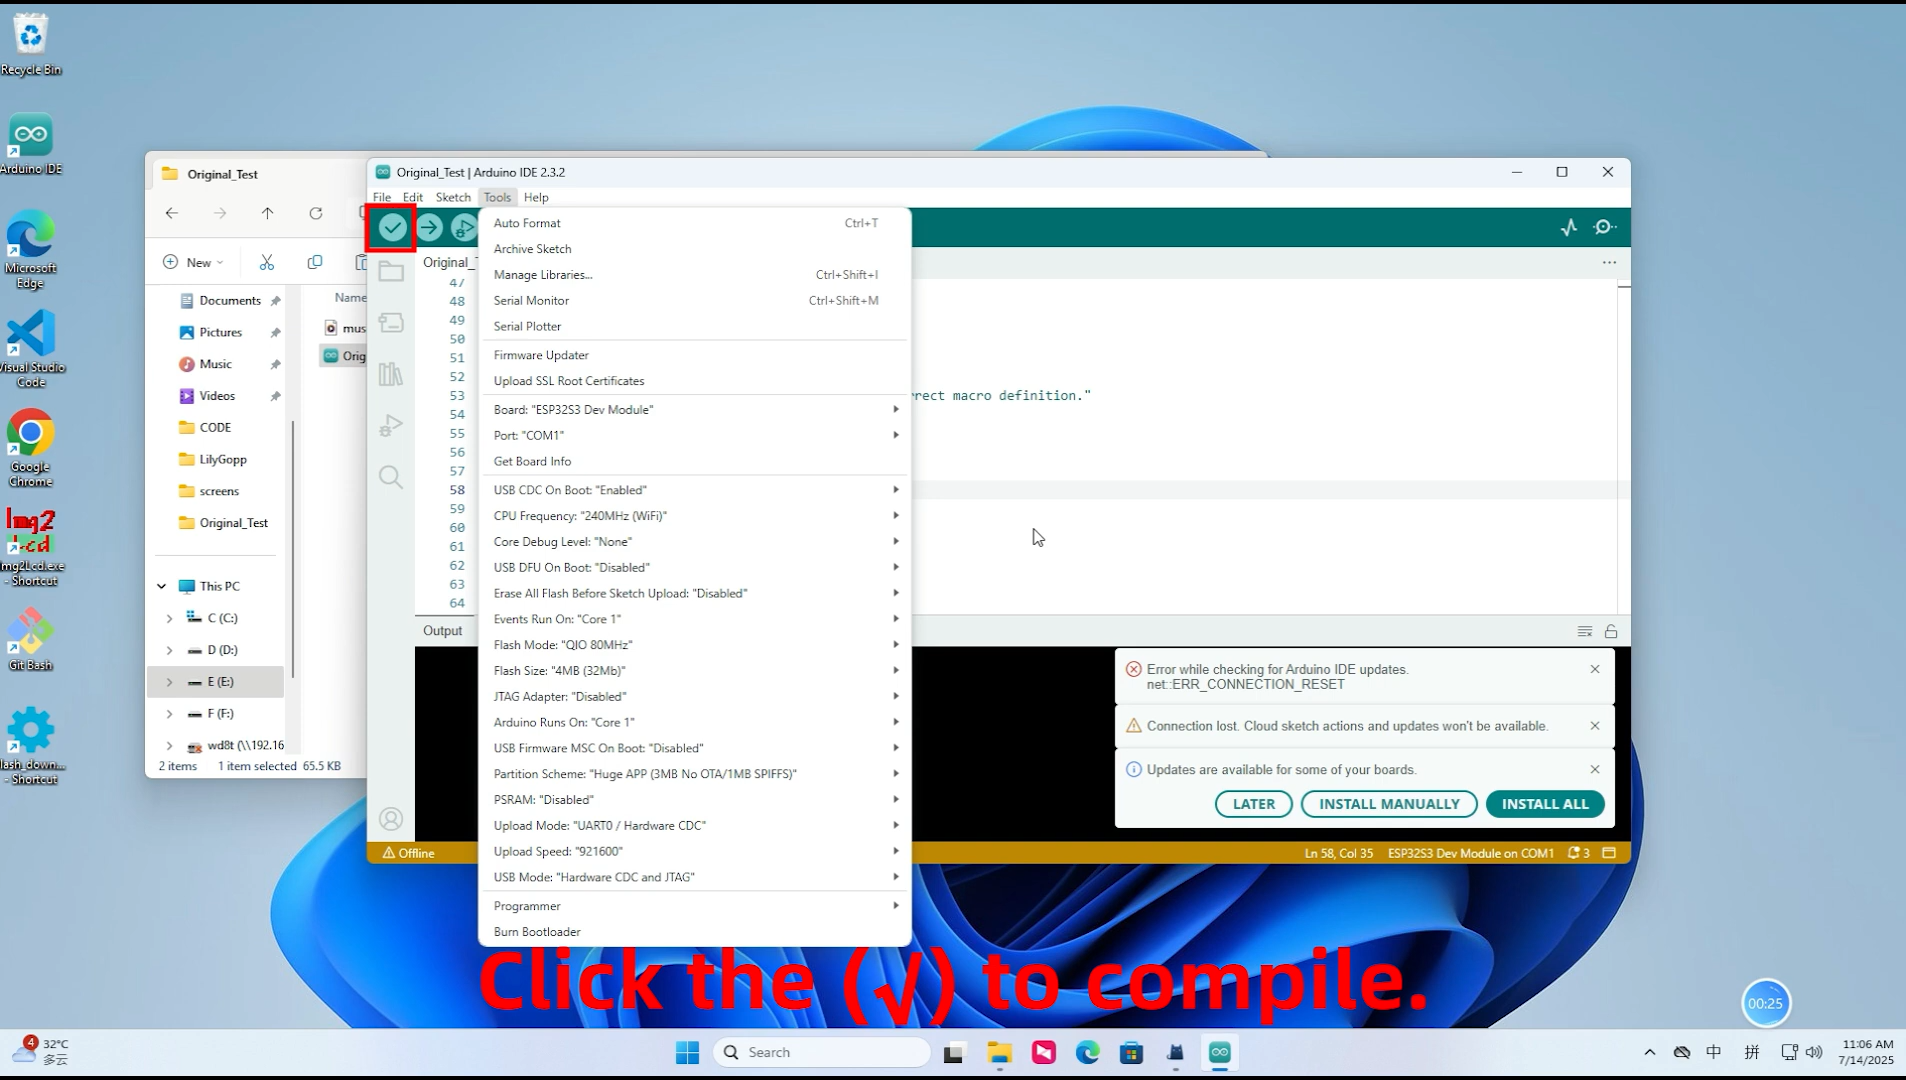 Recycle Bin
Arduino IDE
Microsoft
Edge
Visual Studio
Code
Google
Chrome
Img2
Lcd
Img2Lcd.exe
- Shortcut
Git Bash
flash_down...
- Shortcut
Original_Test
New
Documents
Pictures
Music
Videos
CODE
LilyGopp
screens
Original_Test
This PC
C (C:)
D (D:)
E (E:)
F (F:)
wd8t (\\192.16
2 items 1 item selected 65.5 KB
Name
mus
Orig
Original_Test | Arduino IDE 2.3.2
File Edit Sketch Tools Help
Original_
47
48
49
50
51
52
53
54
55
56
57
58
59
60
61
62
63
64
rrect macro definition."
Auto Format Ctrl+T
Archive Sketch
Manage Libraries... Ctrl+Shift+I
Serial Monitor Ctrl+Shift+M
Serial Plotter
Firmware Updater
Upload SSL Root Certificates
Board: "ESP32S3 Dev Module"
Port: "COM1"
Get Board Info
USB CDC On Boot: "Enabled"
CPU Frequency: "240MHz (WiFi)"
Core Debug Level: "None"
USB DFU On Boot: "Disabled"
Erase All Flash Before Sketch Upload: "Disabled"
Events Run On: "Core 1"
Flash Mode: "QIO 80MHz"
Flash Size: "4MB (32Mb)"
JTAG Adapter: "Disabled"
Arduino Runs On: "Core 1"
USB Firmware MSC On Boot: "Disabled"
Partition Scheme: "Huge APP (3MB No OTA/1MB SPIFFS)"
PSRAM: "Disabled"
Upload Mode: "UART0 / Hardware CDC"
Upload Speed: "921600"
USB Mode: "Hardware CDC and JTAG"
Programmer
Burn Bootloader
Output
Error while checking for Arduino IDE updates.
net::ERR_CONNECTION_RESET
Connection lost. Cloud sketch actions and updates won't be available.
Updates are available for some of your boards.
LATER INSTALL MANUALLY INSTALL ALL
Offline
Ln 58, Col 35 ESP32S3 Dev Module on COM1 3
Click the (√) to compile.
00:25
4
32°C
多云
Search
中 拼
11:06 AM
7/14/2025